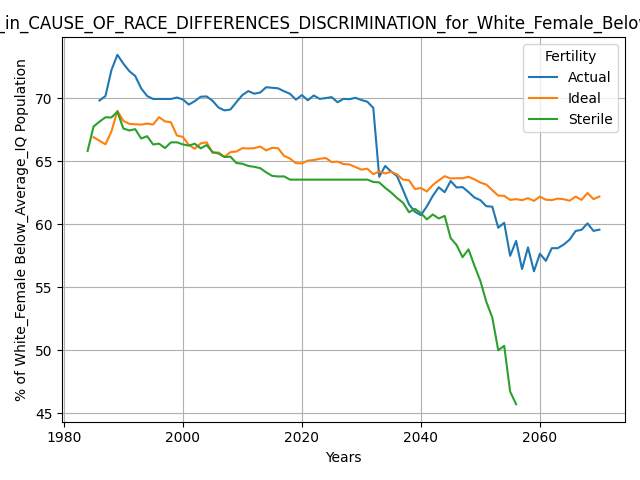 _in_CAUSE_OF_RACE_DIFFERENCES_DISCRIMINATION_for_White_Female_Belo
Fertility
Actual
Ideal
Sterile
% of White_Female Below_Average_IQ Population
70
65
60
55
50
45
1980
2000
2020
2040
2060
Years